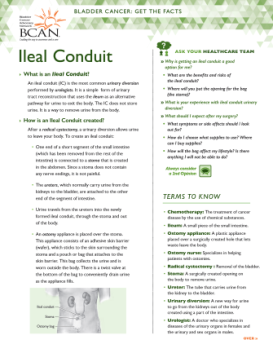 BLADDER CANCER: GET THE FACTS
BCAN
Ileal Conduit
What is an Ileal Conduit?
An ileal conduit (IC) is the most common urinary diversion
performed by urologists. It is a simple form of urinary
tract reconstruction that uses the ileum as an alternative
pathway for urine to exit the body. The IC does not store
urine. It is a way to remove urine from the body.
How is an Ileal Conduit created?
After a radical cystectomy, a urinary diversion allows urine
to leave your body. To create an ileal conduit:
One end of a short segment of the small intestine
(which has been removed from the rest of the
intestine) is connected to a stoma that is created
in the abdomen. Since a stoma does not contain
any nerve endings, it is not painful.
The ureters, which normally carry urine from the
kidneys to the bladder, are attached to the other
end of the segment of intestine.
Urine travels from the ureters into the newly
formed ileal conduit, through the stoma and out
of the body.
An ostomy appliance is placed over the stoma.
This appliance consists of an adhesive skin barrier
(wafer), which sticks to the skin surrounding the
stoma and a pouch or bag that attaches to the
skin barrier. This bag collects the urine and is
worn outside the body. There is a twist valve at
the bottom of the bag to conveniently drain urine
as the appliance fills.
Ileal conduit
Stoma
Ostomy bag
ASK YOUR HEALTHCARE TEAM
Why is getting an ileal conduit a good
option for me?
What are the benefits and risks of
the ileal conduit?
Where will you put the opening for the bag
(the stoma)?
What is your experience with ileal conduit urinary
diversion?
What should I expect after my surgery?
What symptoms or side effects should I look
out for?
How do I choose what supplies to use? Where
can I buy supplies?
How will the bag affect my lifestyle? Is there
anything I will not be able to do?
Always consider
a 2nd Opinion
TERMS TO KNOW
Chemotherapy: The treatment of cancer
disease by the use of chemical substances.
Ileum: A small piece of the small intestine.
Ostomy appliance: A plastic appliance
placed over a surgically created hole that lets
waste leave the body.
Ostomy nurse: Specializes in helping
patients with ostomies.
Radical cystectomy: Removal of the bladder.
Stoma: A surgically created opening on
the body to remove urine.
Ureter: The tube that carries urine from
the kidney to the bladder.
Urinary diversion: A new way for urine
to go from the kidneys out of the body
created using a part of the intestine.
Urologist: A doctor who specializes in
diseases of the urinary organs in females and
the urinary and sex organs in males.